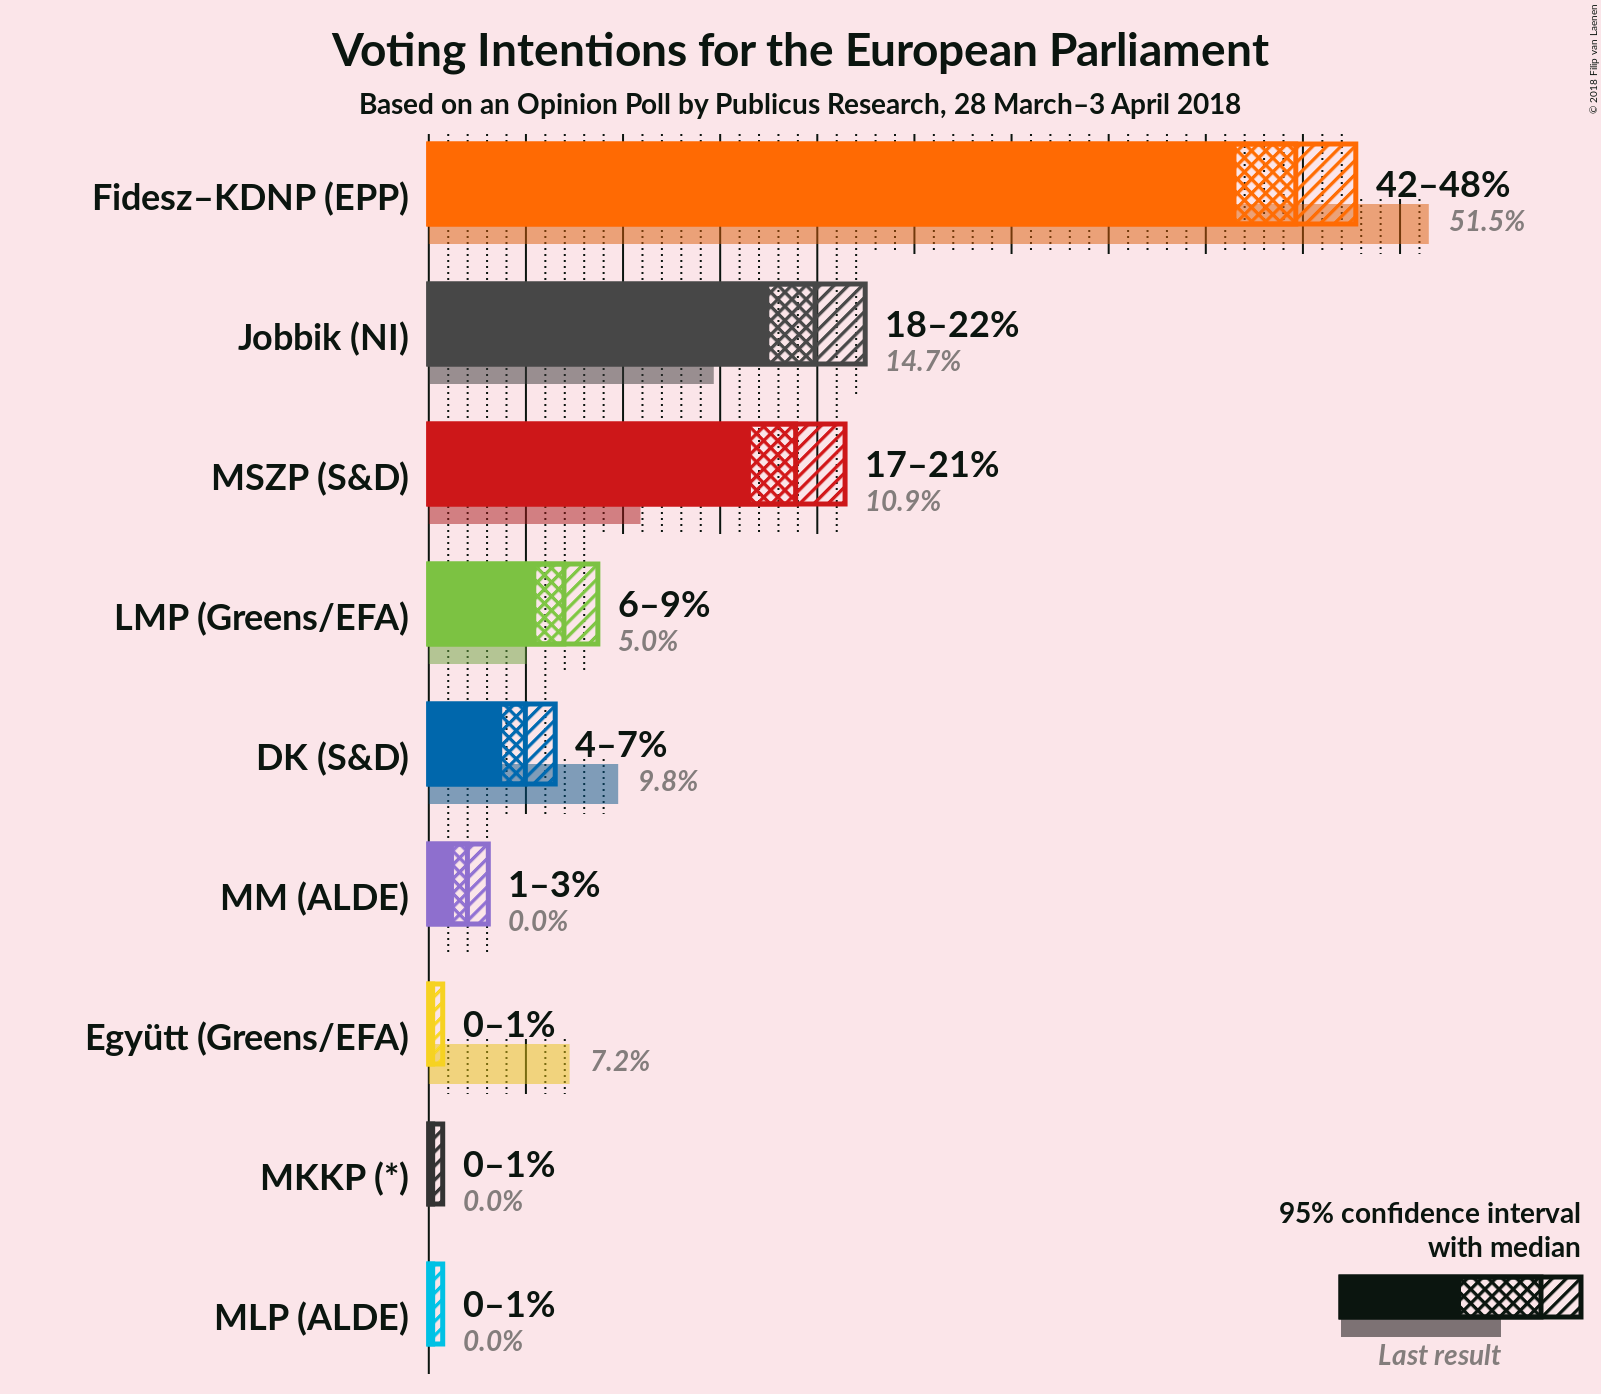 Voting Intentions for the European Parliament
Based on an Opinion Poll by Publicus Research, 28 March–3 April 2018
© 2018 Filip van Laenen
Fidesz–KDNP (EPP)
42–48%
51.5%
Jobbik (NI)
18–22%
14.7%
MSZP (S&D)
17–21%
10.9%
LMP (Greens/EFA)
6–9%
5.0%
DK (S&D)
4–7%
9.8%
MM (ALDE)
1–3%
0.0%
Együtt (Greens/EFA)
0–1%
7.2%
MKKP (*)
0–1%
0.0%
MLP (ALDE)
0–1%
0.0%
95% confidence interval
with median
Last result